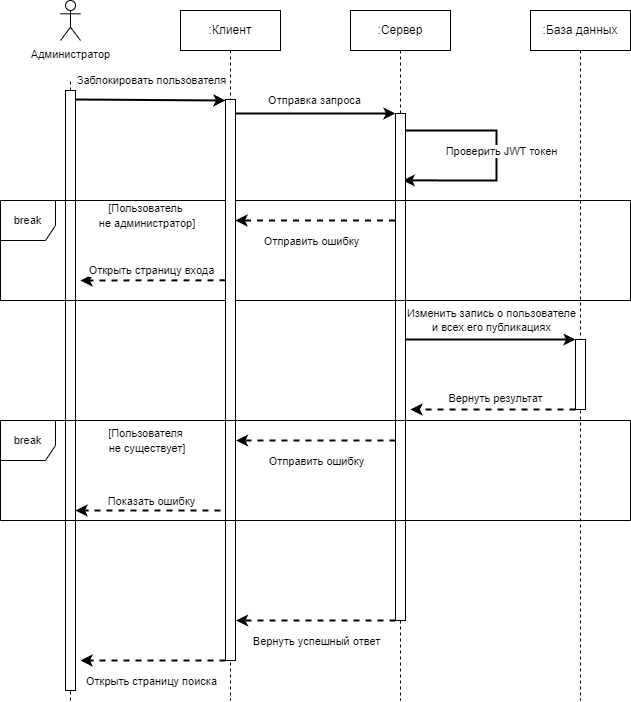 Администратор
:Клиент
:Сервер
:База данных
Заблокировать пользователя
Отправка запроса
Проверить JWT токен
break
[Пользователь
не администратор]
Отправить ошибку
Открыть страницу входа
Изменить запись о пользователе
и всех его публикациях
Вернуть результат
break
[Пользователя
не существует]
Отправить ошибку
Показать ошибку
Вернуть успешный ответ
Открыть страницу поиска